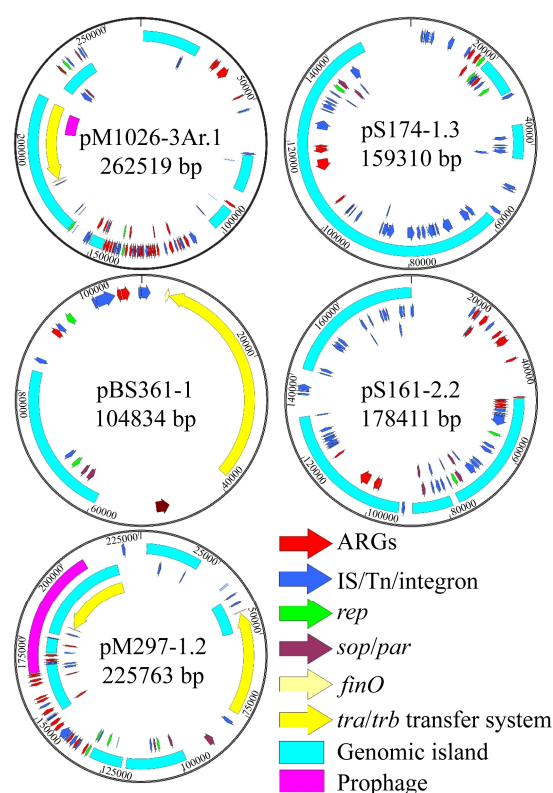 250000
50000
100000
150000
200000
pM1026-3Ar.1
262519 bp
20000
40000
60000
80000
100000
120000
140000
pS174-1.3
159310 bp
100000
20000
40000
60000
80000
pBS361-1
104834 bp
20000
40000
60000
80000
100000
120000
140000
160000
pS161-2.2
178411 bp
225000
25000
50000
75000
125000
150000
175000
200000
pM297-1.2
225763 bp
100000
ARGs
IS/Tn/integron
rep
sop/par
finO
tra/trb transfer system
Genomic island
Prophage